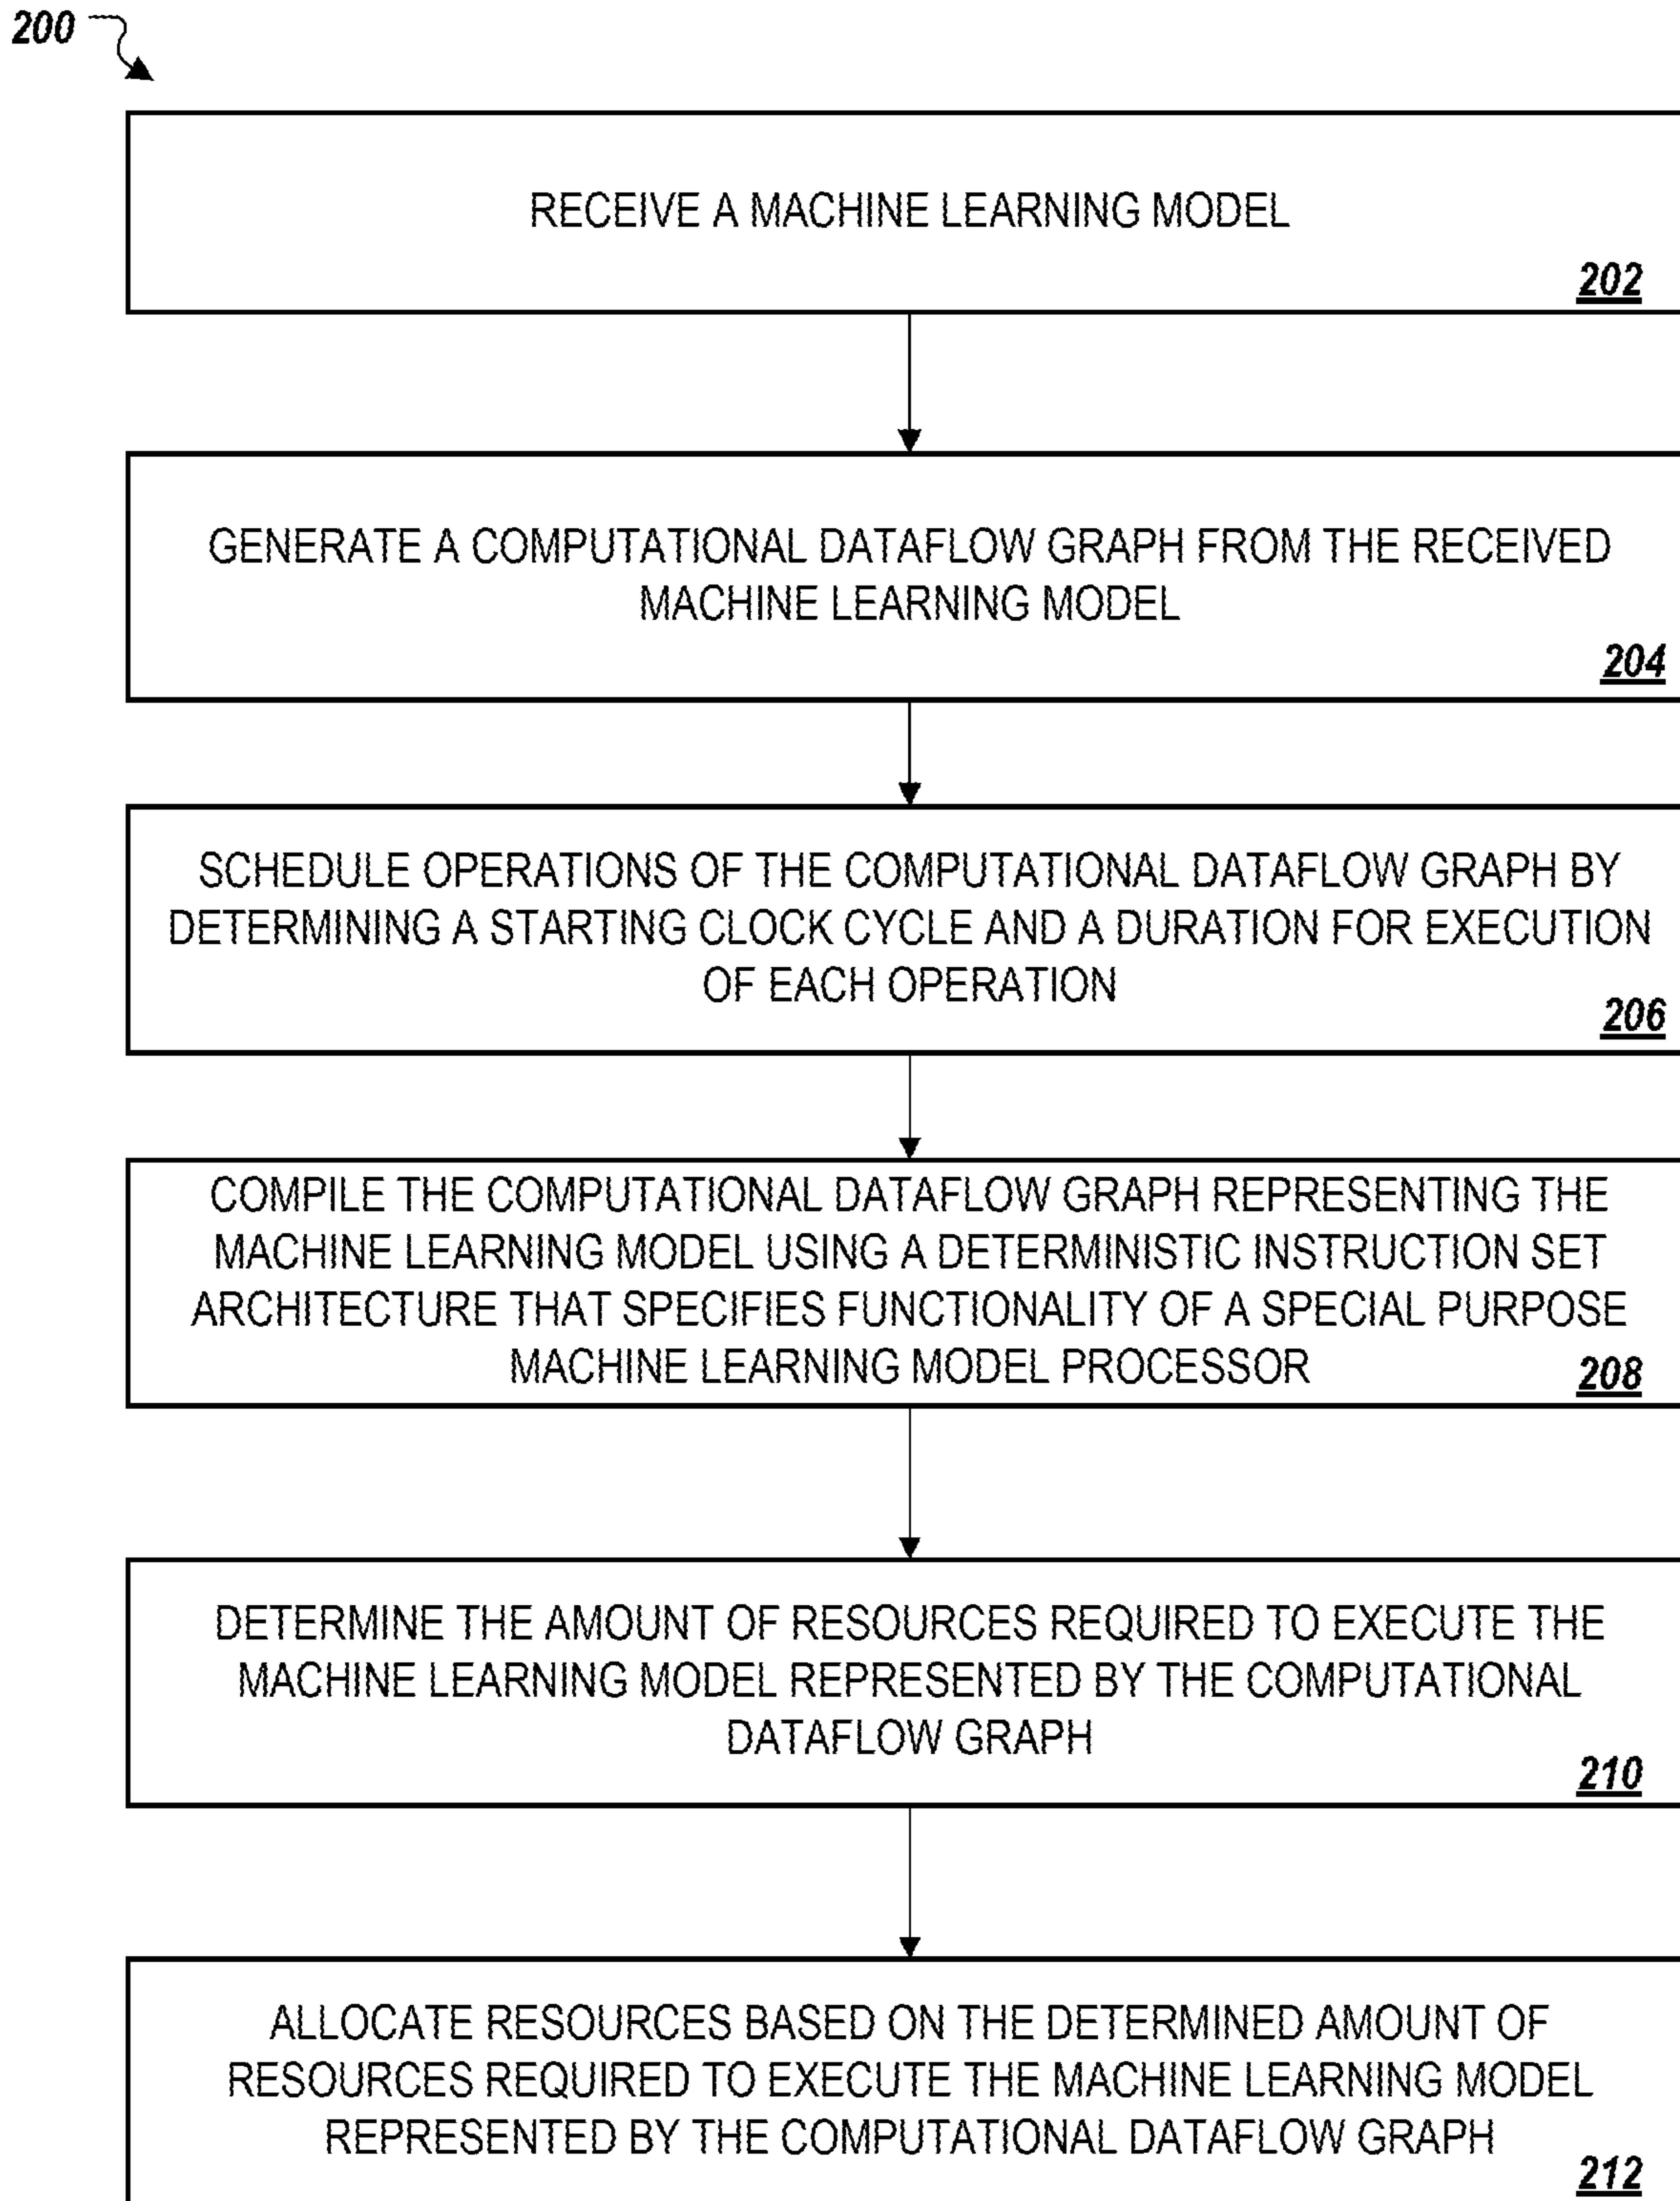 200
RECEIVE A MACHINE LEARNING MODEL
202
GENERATE A COMPUTATIONAL DATAFLOW GRAPH FROM THE RECEIVED
MACHINE LEARNING MODEL
204
SCHEDULE OPERATIONS OF THE COMPUTATIONAL DATAFLOW GRAPH BY
DETERMINING A STARTING CLOCK CYCLE AND A DURATION FOR EXECUTION
OF EACH OPERATION
206
COMPILE THE COMPUTATIONAL DATAFLOW GRAPH REPRESENTING THE
MACHINE LEARNING MODEL USING A DETERMINISTIC INSTRUCTION SET
ARCHITECTURE THAT SPECIFIES FUNCTIONALITY OF A SPECIAL PURPOSE
MACHINE LEARNING MODEL PROCESSOR
208
DETERMINE THE AMOUNT OF RESOURCES REQUIRED TO EXECUTE THE
MACHINE LEARNING MODEL REPRESENTED BY THE COMPUTATIONAL
DATAFLOW GRAPH
210
ALLOCATE RESOURCES BASED ON THE DETERMINED AMOUNT OF
RESOURCES REQUIRED TO EXECUTE THE MACHINE LEARNING MODEL
REPRESENTED BY THE COMPUTATIONAL DATAFLOW GRAPH
212